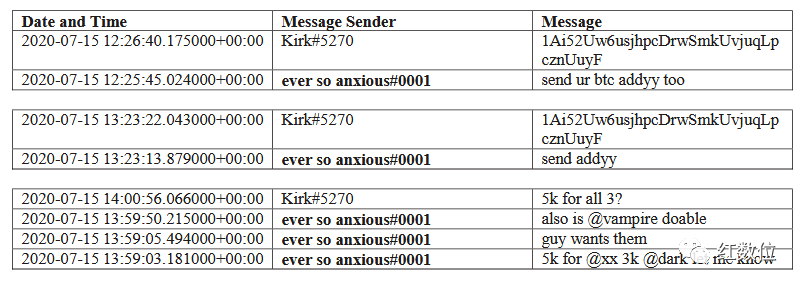 Date and Time Message Sender Message
2020-07-15 12:26:40.175000+00:00 Kirk#5270 1Ai52Uw6usjhpcDrwSmkUvjuqLp
cznUuyF
2020-07-15 12:25:45.024000+00:00 ever so anxious#0001 send ur btc addyy too
2020-07-15 13:23:22.043000+00:00 Kirk#5270 1Ai52Uw6usjhpcDrwSmkUvjuqLp
cznUuyF
2020-07-15 13:23:13.879000+00:00 ever so anxious#0001 send addyy
2020-07-15 14:00:56.066000+00:00 Kirk#5270 5k for all 3?
2020-07-15 13:59:50.215000+00:00 ever so anxious#0001 also is @vampire doable
2020-07-15 13:59:05.494000+00:00 ever so anxious#0001 guy wants them
2020-07-15 13:59:03.181000+00:00 ever so anxious#0001 5k for @xx 3k @dark me know
红数位